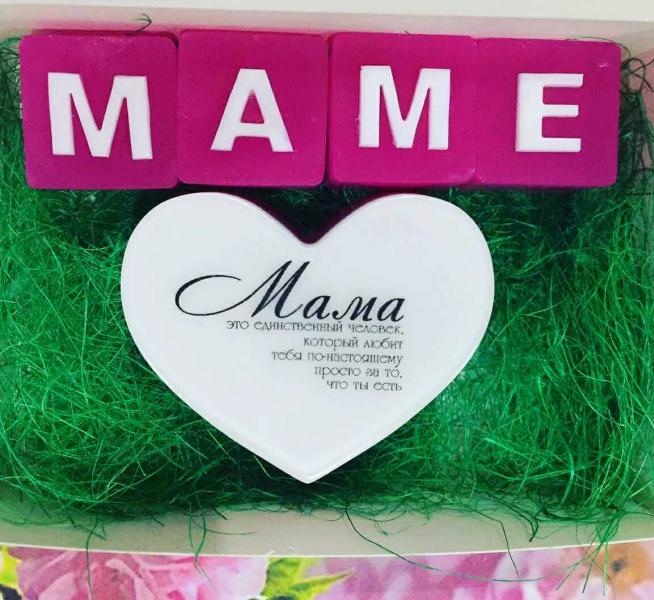 МАМЕ
Мама
это единственный человек,
который любит
тебя по-настоящему
просто за то,
что ты есть